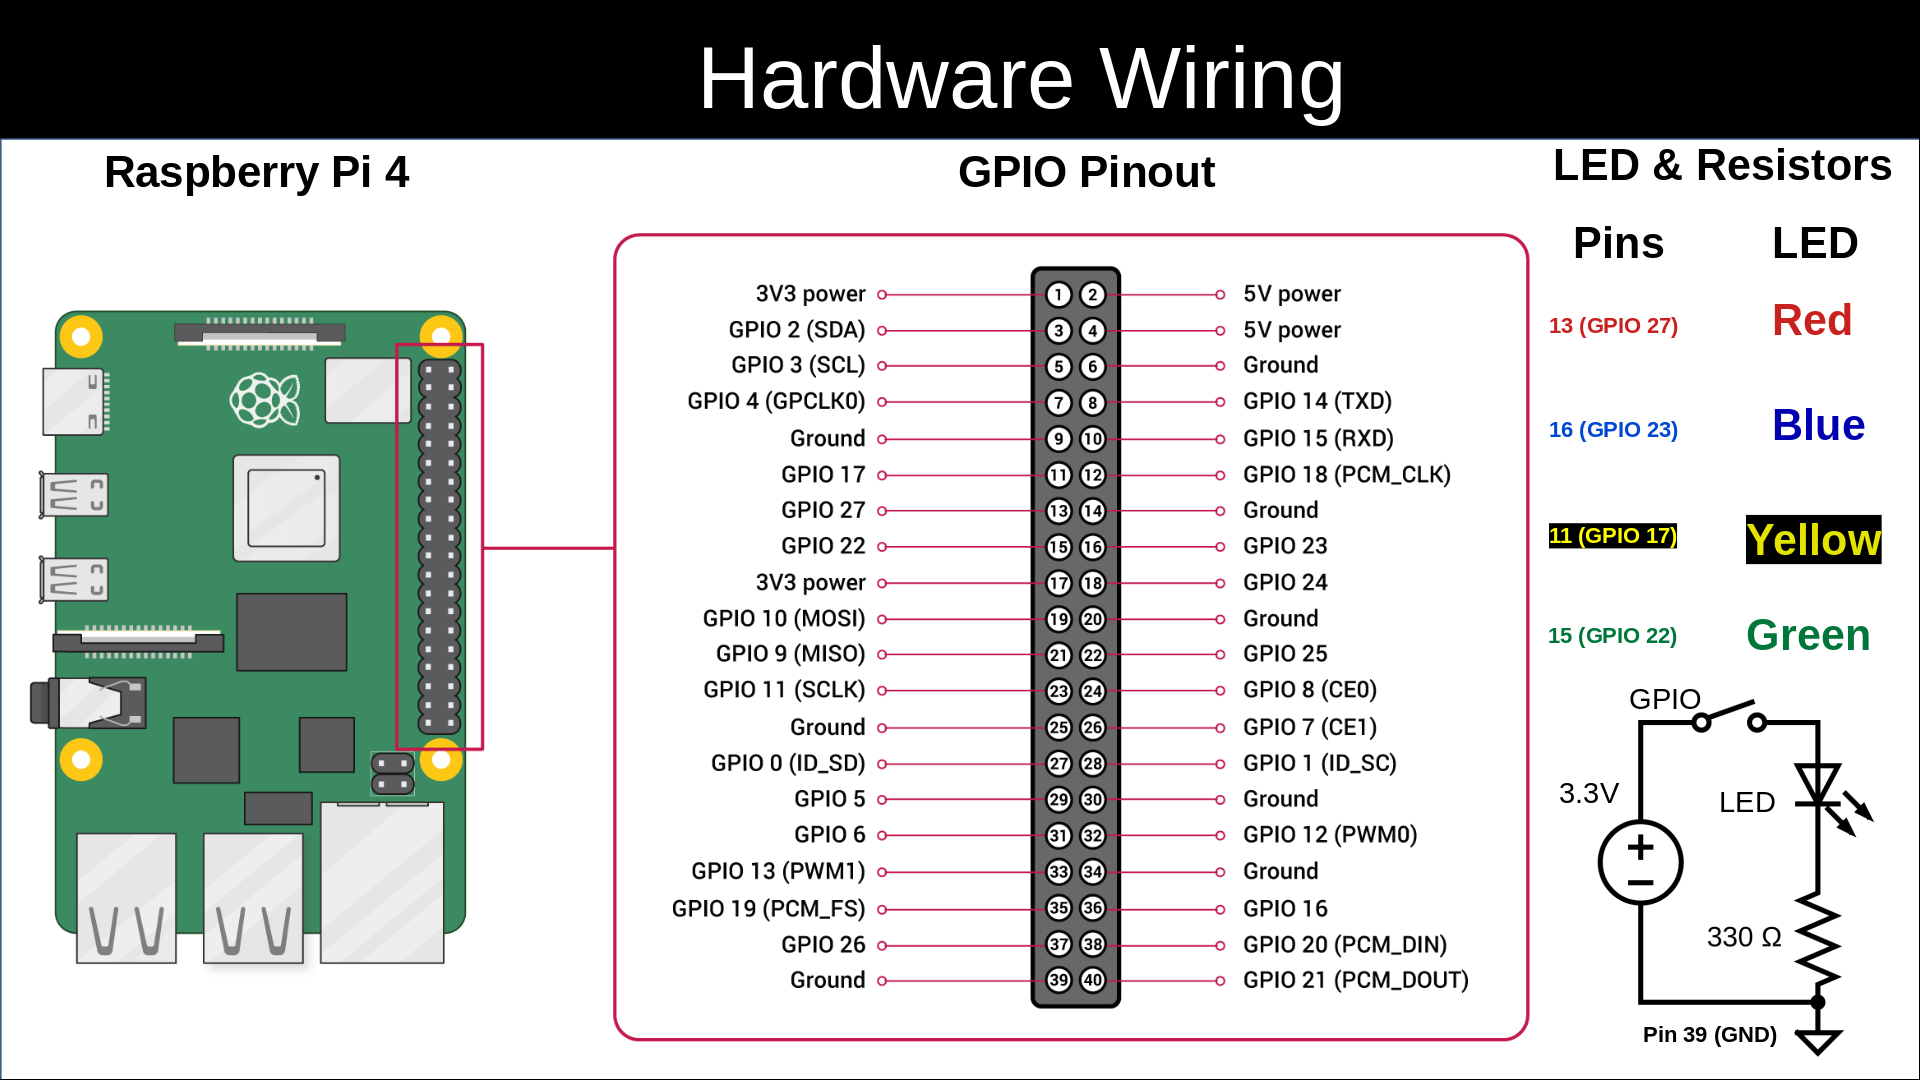 Hardware Wiring
Raspberry Pi 4
GPIO Pinout
LED & Resistors
3V3 power 1 2 5V power
GPIO 2 (SDA) 3 4 5V power
GPIO 3 (SCL) 5 6 Ground
GPIO 4 (GPCLK0) 7 8 GPIO 14 (TXD)
Ground 9 10 GPIO 15 (RXD)
GPIO 17 11 12 GPIO 18 (PCM_CLK)
GPIO 27 13 14 Ground
GPIO 22 15 16 GPIO 23
3V3 power 17 18 GPIO 24
GPIO 10 (MOSI) 19 20 Ground
GPIO 9 (MISO) 21 22 GPIO 25
GPIO 11 (SCLK) 23 24 GPIO 8 (CE0)
Ground 25 26 GPIO 7 (CE1)
GPIO 0 (ID_SD) 27 28 GPIO 1 (ID_SC)
GPIO 5 29 30 Ground
GPIO 6 31 32 GPIO 12 (PWM0)
GPIO 13 (PWM1) 33 34 Ground
GPIO 19 (PCM_FS) 35 36 GPIO 16
GPIO 26 37 38 GPIO 20 (PCM_DIN)
Ground 39 40 GPIO 21 (PCM_DOUT)
Pins LED
13 (GPIO 27) Red
16 (GPIO 23) Blue
11 (GPIO 17) Yellow
15 (GPIO 22) Green
GPIO
3.3V
LED
330 Ω
Pin 39 (GND)